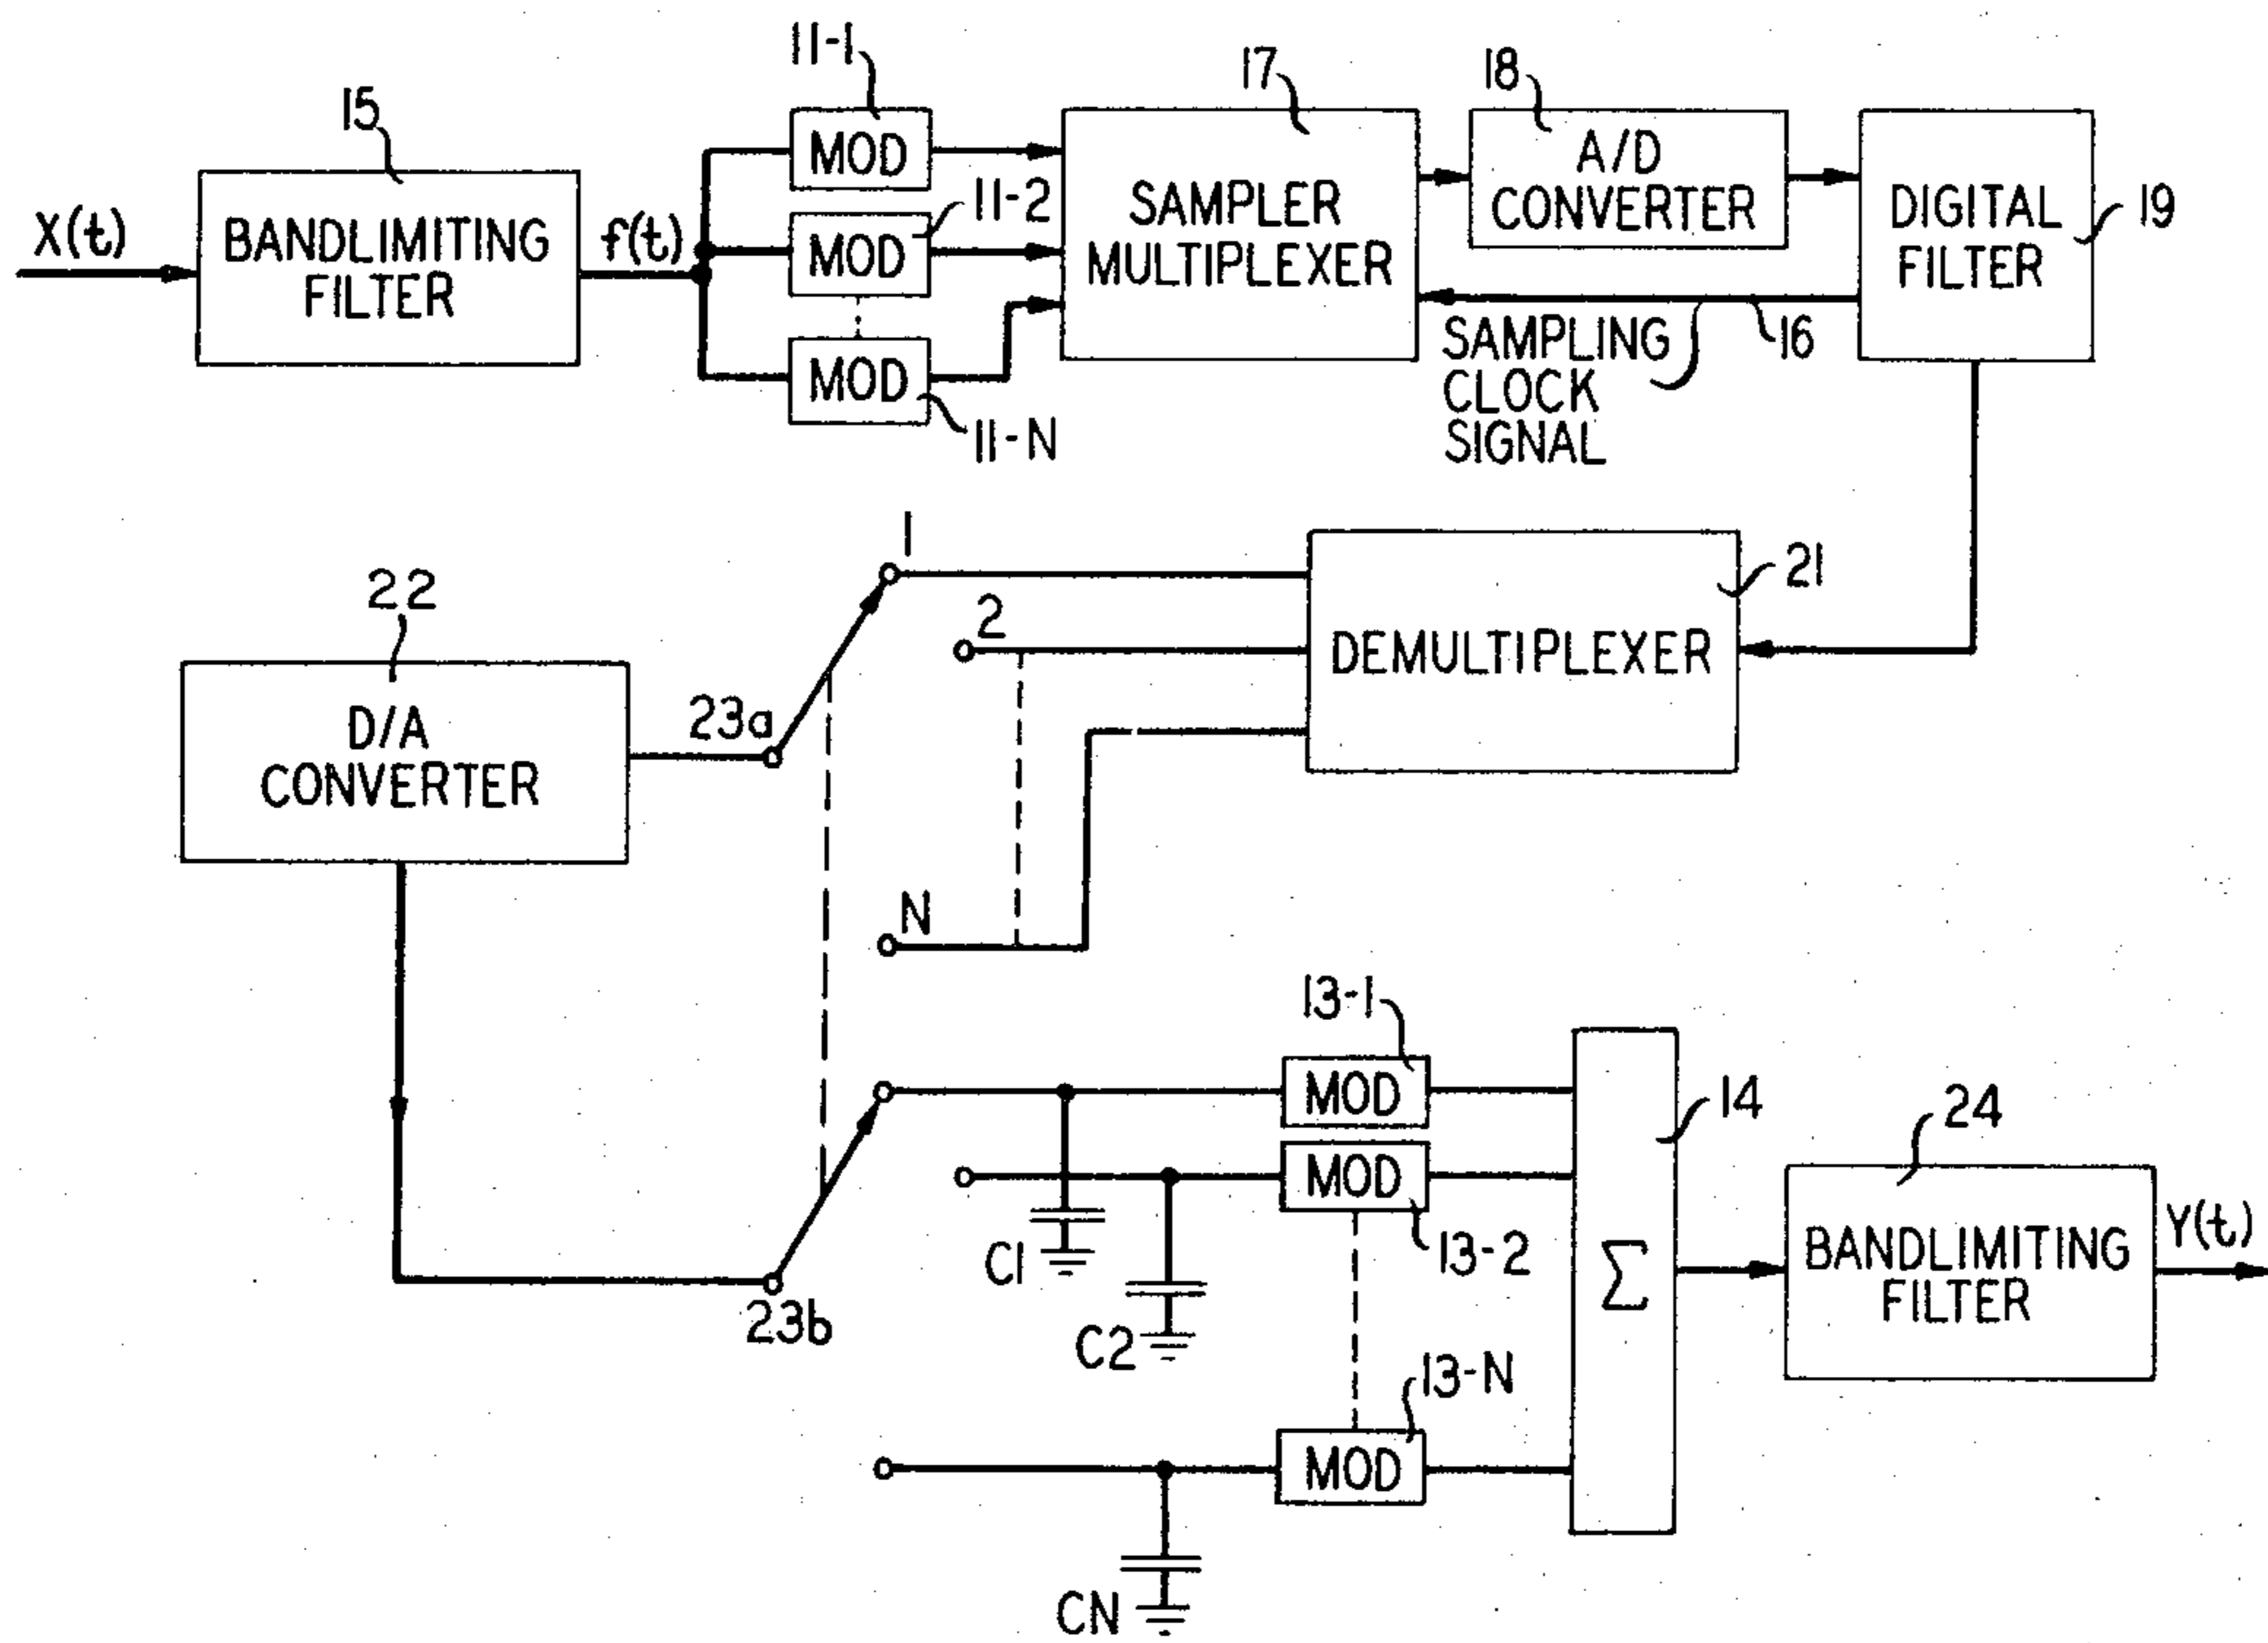 11-1
17
18
15
MOD
A/D
CONVERTER
SAMPLER
MULTIPLEXER
DIGITAL
FILTER
19
X(t)
BANDLIMITING
FILTER
f(t)
11-2
MOD
MOD
11-N
SAMPLING
CLOCK
SIGNAL
16
1
21
22
2
DEMULTIPLEXER
23a
D/A
CONVERTER
N
13-1
MOD
14
24
MOD
13-2
C1
Σ
BANDLIMITING
FILTER
Y(t)
23b
C2
13-N
MOD
CN